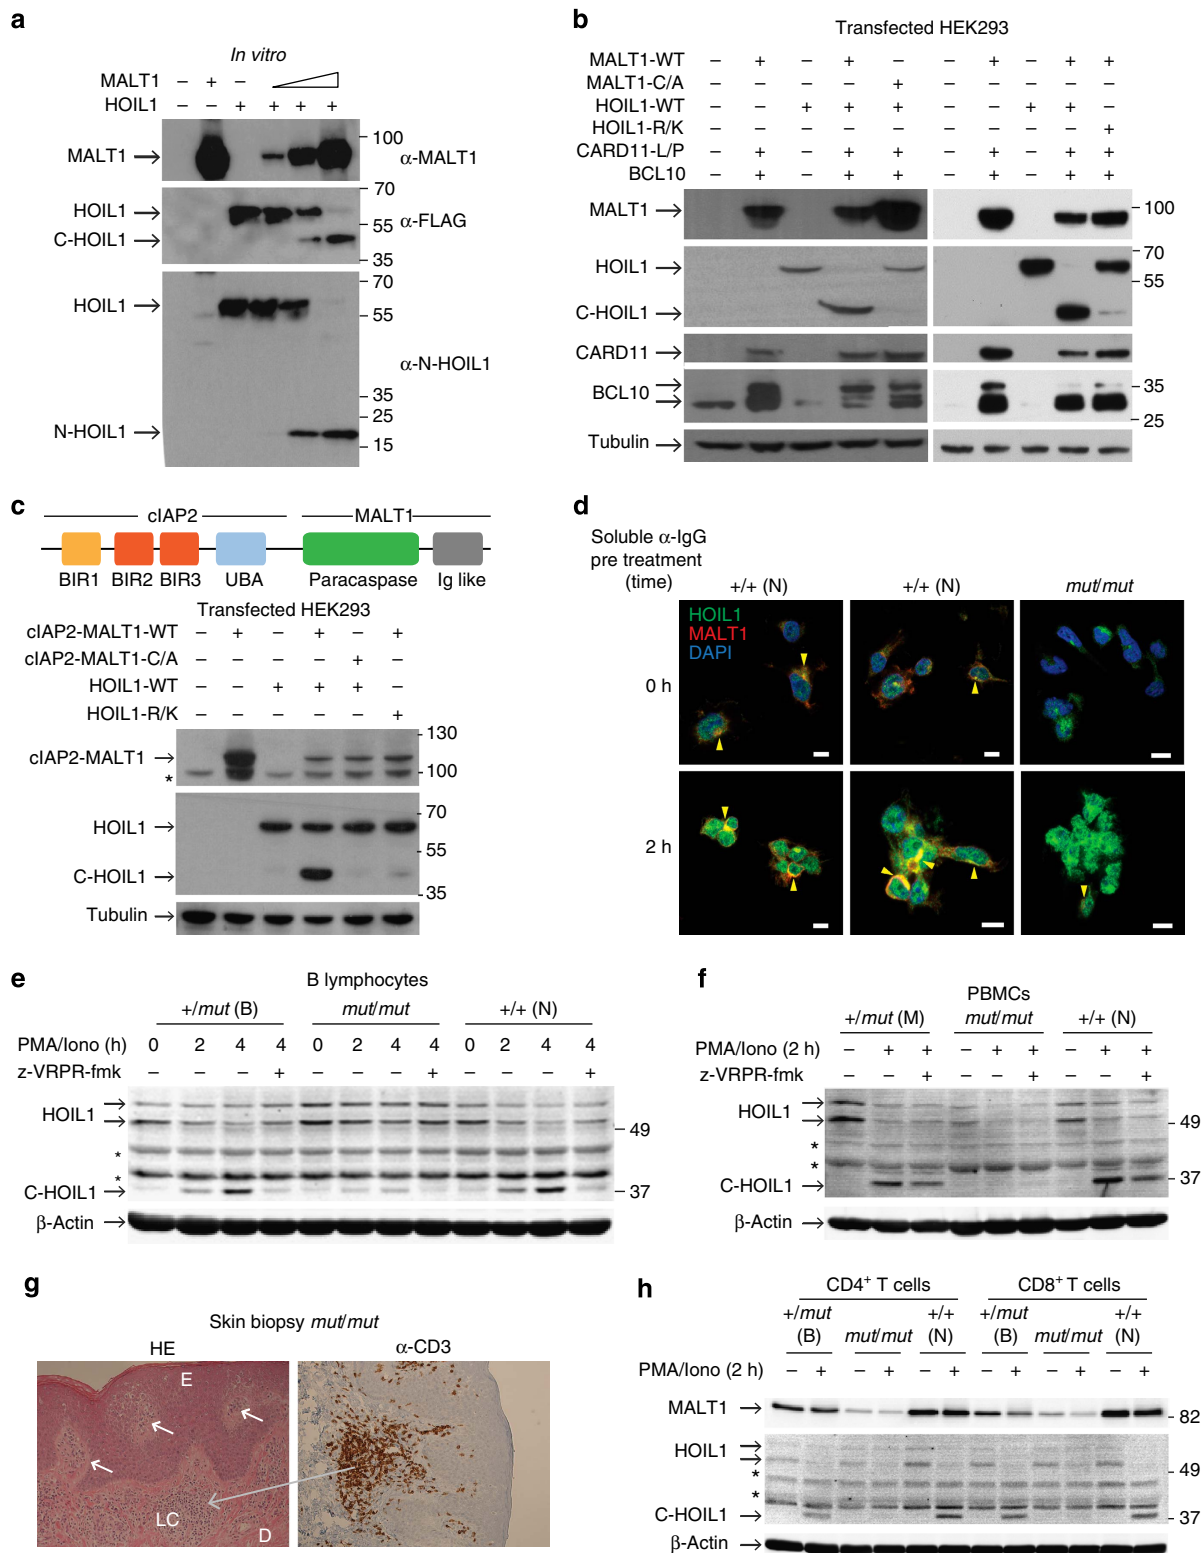 a
In vitro
MALT1 – + –
HOIL1 – – + + + +
MALT1
100
α-MALT1
70
HOIL1
55
α-FLAG
C-HOIL1
35
70
HOIL1
55
α-N-HOIL1
35
25
N-HOIL1
15
b
Transfected HEK293
MALT1-WT – + – + – – + – + +
MALT1-C/A – – – – + – – – – –
HOIL1-WT – – + + + – – + + –
HOIL1-R/K – – – – – – – – – +
CARD11-L/P – + – + + – + – + +
BCL10 – + – + + – + – + +
MALT1
100
HOIL1
70
55
C-HOIL1
CARD11
BCL10
35
25
Tubulin
c
cIAP2 MALT1
BIR1 BIR2 BIR3 UBA Paracaspase Ig like
Transfected HEK293
cIAP2-MALT1-WT – + – + – +
cIAP2-MALT1-C/A – – – – + –
HOIL1-WT – – + + + –
HOIL1-R/K – – – – – +
130
cIAP2-MALT1
* 100
70
HOIL1
55
C-HOIL1
35
Tubulin
d
Soluble α-IgG
pre treatment
(time)
+/+ (N) +/+ (N) mut/mut
HOIL1
MALT1
DAPI
0 h
2 h
e
B lymphocytes
+/mut (B) mut/mut +/+ (N)
PMA/Iono (h) 0 2 4 4 0 2 4 4 0 2 4 4
z-VRPR-fmk – – – + – – – + – – – +
HOIL1
49
*
*
C-HOIL1 37
β-Actin
f
PBMCs
+/mut (M) mut/mut +/+ (N)
PMA/Iono (2 h) – + + – + + – + +
z-VRPR-fmk – – + – – + – – +
HOIL1
49
*
*
C-HOIL1 37
β-Actin
g
Skin biopsy mut/mut
HE α-CD3
E
LC
D
h
CD4+ T cells CD8+ T cells
+/mut (B) mut/mut +/+ (N) +/mut (B) mut/mut +/+ (N)
PMA/Iono (2 h) – + – + – + – + – + – +
MALT1
82
HOIL1
49
*
*
C-HOIL1 37
β-Actin